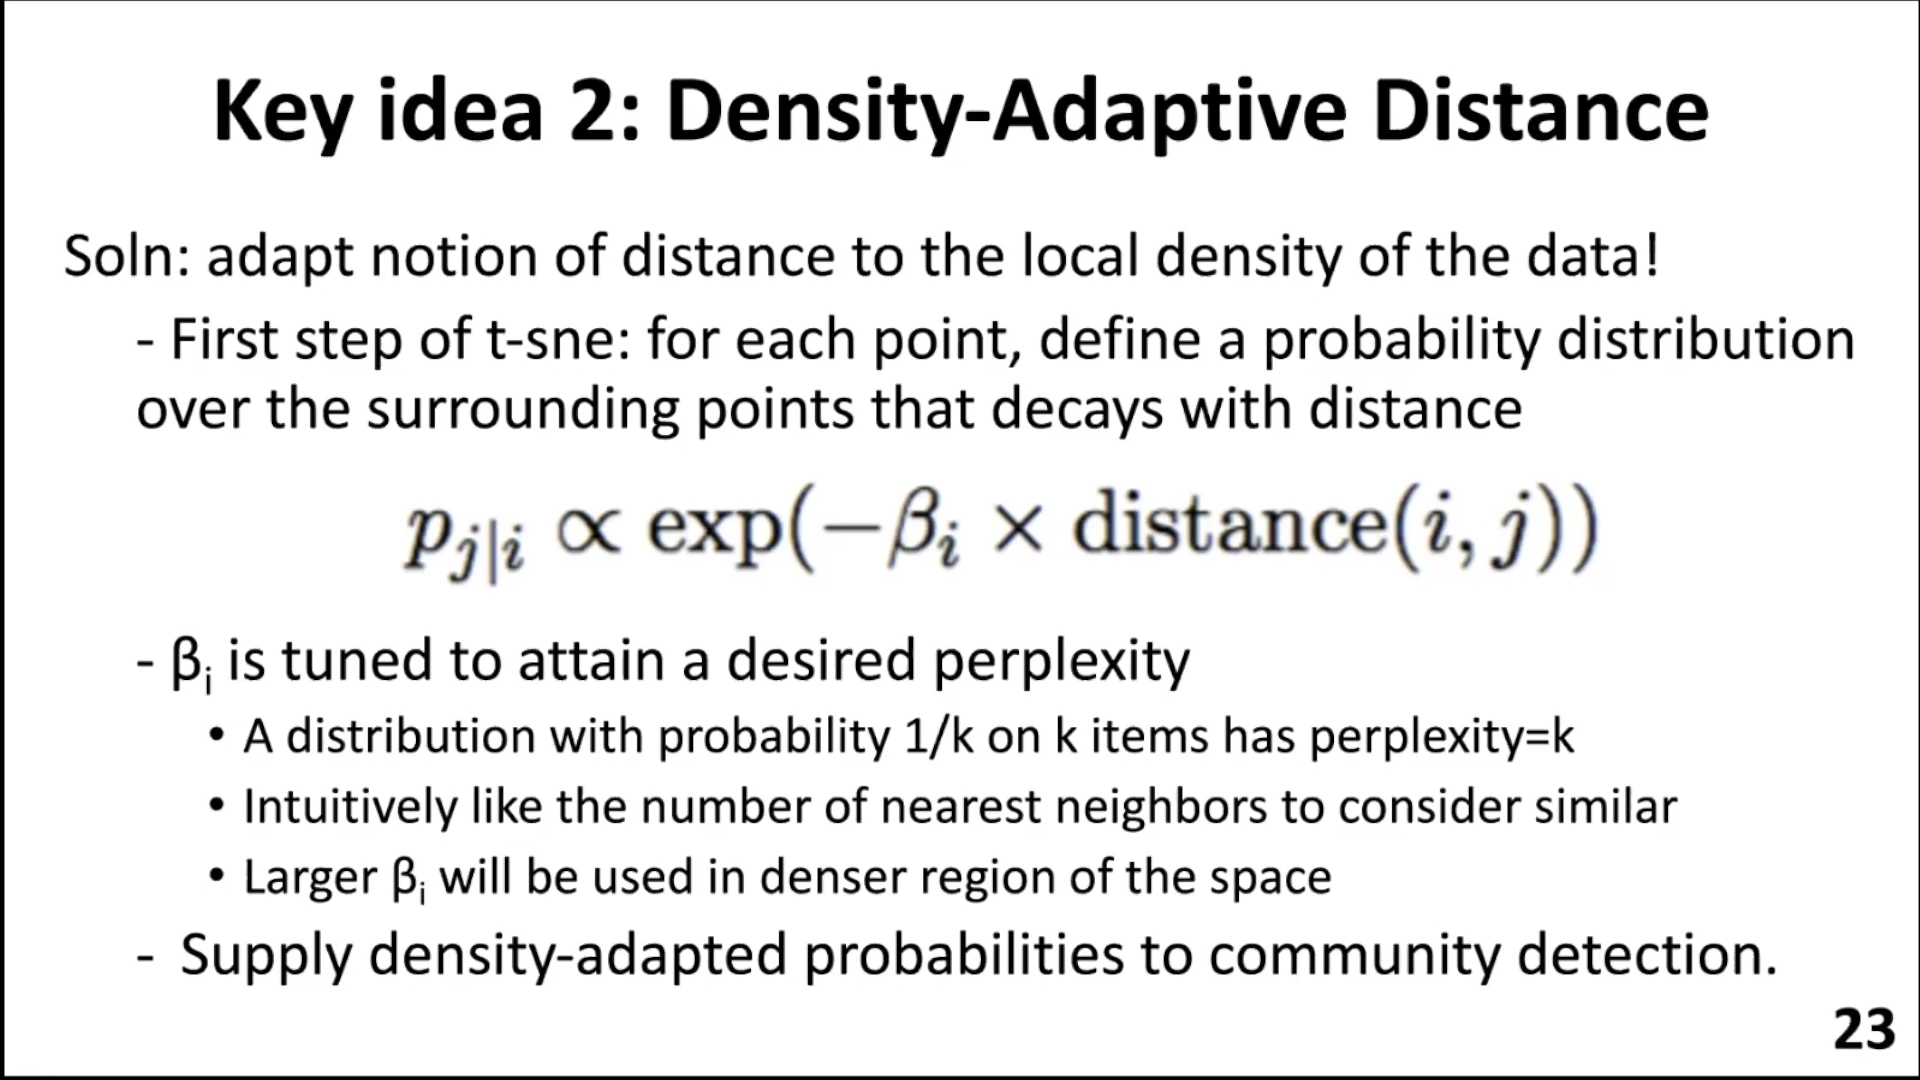 Key idea 2: Density-Adaptive Distance
Soln: adapt notion of distance to the local density of the data!
- First step of t-sne: for each point, define a probability distribution
over the surrounding points that decays with distance
p_{j|i} ∝ exp(−β_i × distance(i, j))
- β_i is tuned to attain a desired perplexity
• A distribution with probability 1/k on k items has perplexity=k
• Intuitively like the number of nearest neighbors to consider similar
• Larger β_i will be used in denser region of the space
- Supply density-adapted probabilities to community detection.
23